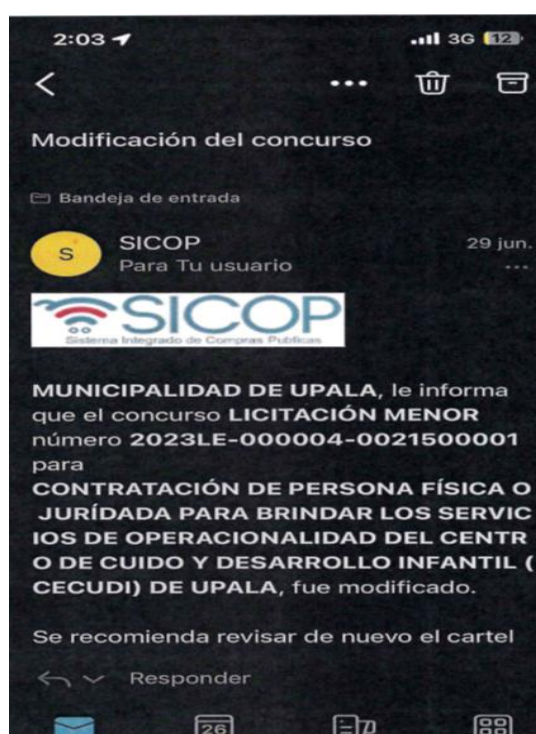 2:03
3G 12
Modificación del concurso
Bandeja de entrada
S
SICOP
29 jun.
Para Tu usuario
SICOP
Sistema Integrado de Compras Publicas
MUNICIPALIDAD DE UPALA, le informa
que el concurso LICITACIÓN MENOR
número 2023LE-000004-0021500001
para
CONTRATACIÓN DE PERSONA FÍSICA O
JURÍDADA PARA BRINDAR LOS SERVIC
IOS DE OPERACIONALIDAD DEL CENTR
O DE CUIDO Y DESARROLLO INFANTIL (
CECUDI) DE UPALA, fue modificado.
Se recomienda revisar de nuevo el cartel
Responder
26